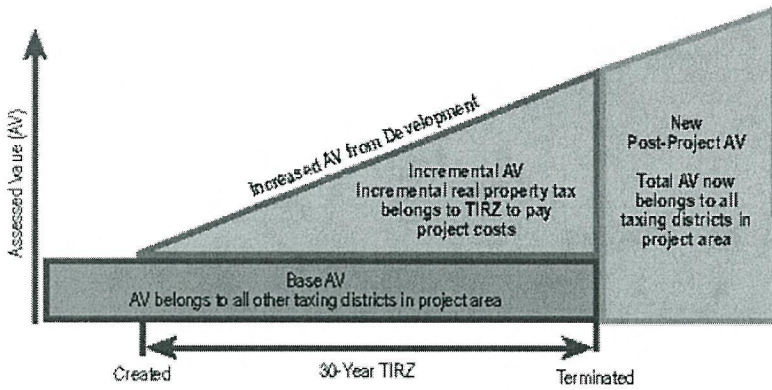 Assessed Value (AV)
Increased AV from Development
Incremental AV
Incremental real property tax
belongs to TIRZ to pay
project costs
New
Post-Project AV
Total AV now
belongs to all
taxing districts in
project area
Base AV
AV belongs to all other taxing districts in project area
Created
30-Year TIRZ
Terminated